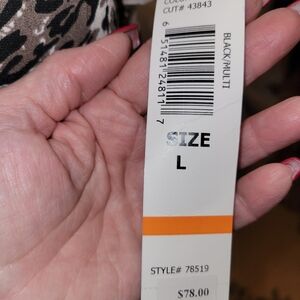 CUT# 43843
6 51481 24811 7
BLACK/MULTI
SIZE
L
STYLE# 78519
$78.00